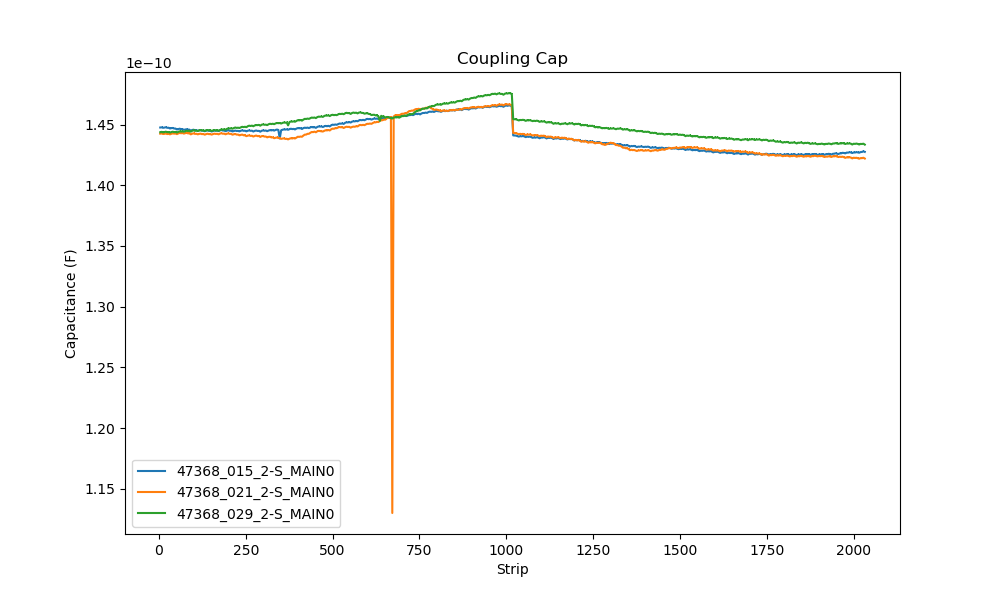 Coupling Cap
1e−10
1.45
1.40
1.35
1.30
1.25
1.20
1.15
Capacitance (F)
47368_015_2-S_MAIN0
47368_021_2-S_MAIN0
47368_029_2-S_MAIN0
0 250 500 750 1000 1250 1500 1750 2000
Strip